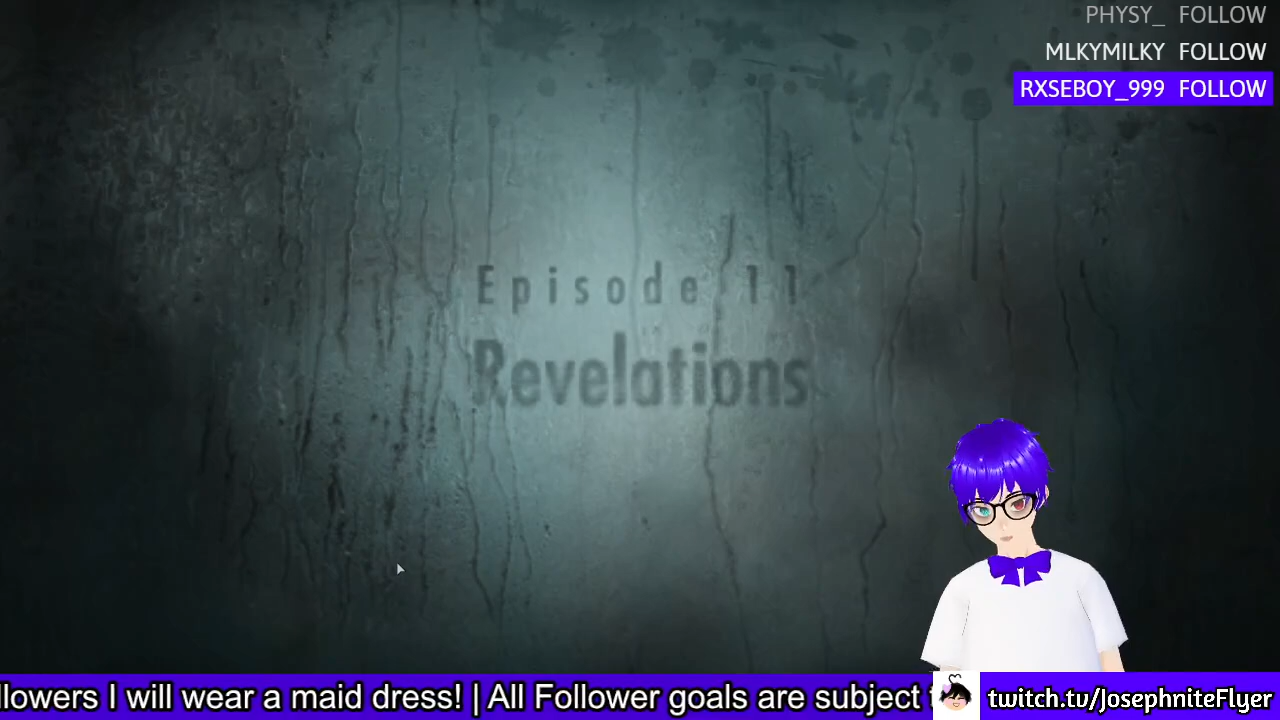 PHYSY_ FOLLOW
MLKYMILKY FOLLOW
RXSEBOY_999 FOLLOW
Episode 11
Revelations
llowers I will wear a maid dress! | All Follower goals are subject t
twitch.tv/JosephniteFlyer